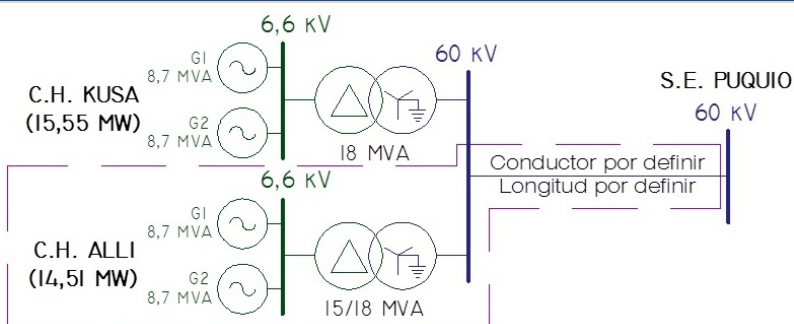 6,6 KV
G1
8,7 MVA
60 KV
S.E. PUQUIO
60 KV
C.H. KUSA
(15,55 MW)
G2
8,7 MVA
18 MVA
Conductor por definir
Longitud por definir
6,6 KV
G1
8,7 MVA
C.H. ALLI
(14,51 MW)
G2
8,7 MVA
15/18 MVA